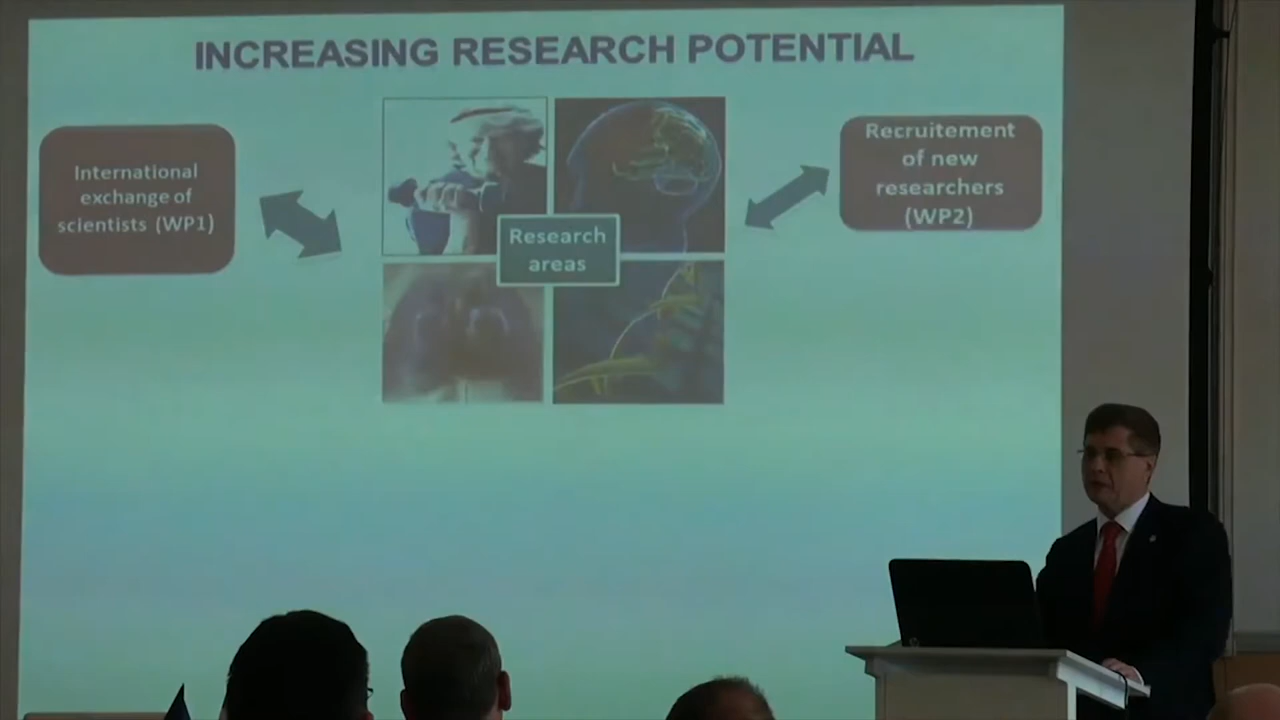 INCREASING RESEARCH POTENTIAL
International
exchange of
scientists (WP1)
Research
areas
Recruitement
of new
researchers
(WP2)